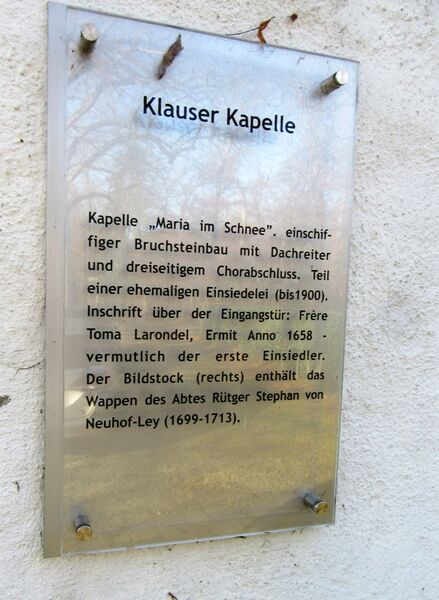 Klauser Kapelle
Kapelle „Maria im Schnee”. einschif-
figer Bruchsteinbau mit Dachreiter
und dreiseitigem Chorabschluss. Teil
einer ehemaligen Einsiedelei (bis1900).
Inschrift über der Eingangstür: Frère
Toma Larondel, Ermit Anno 1658 -
vermutlich der erste Einsiedler.
Der Bildstock (rechts) enthält das
Wappen des Abtes Rütger Stephan von
Neuhof-Ley (1699-1713).